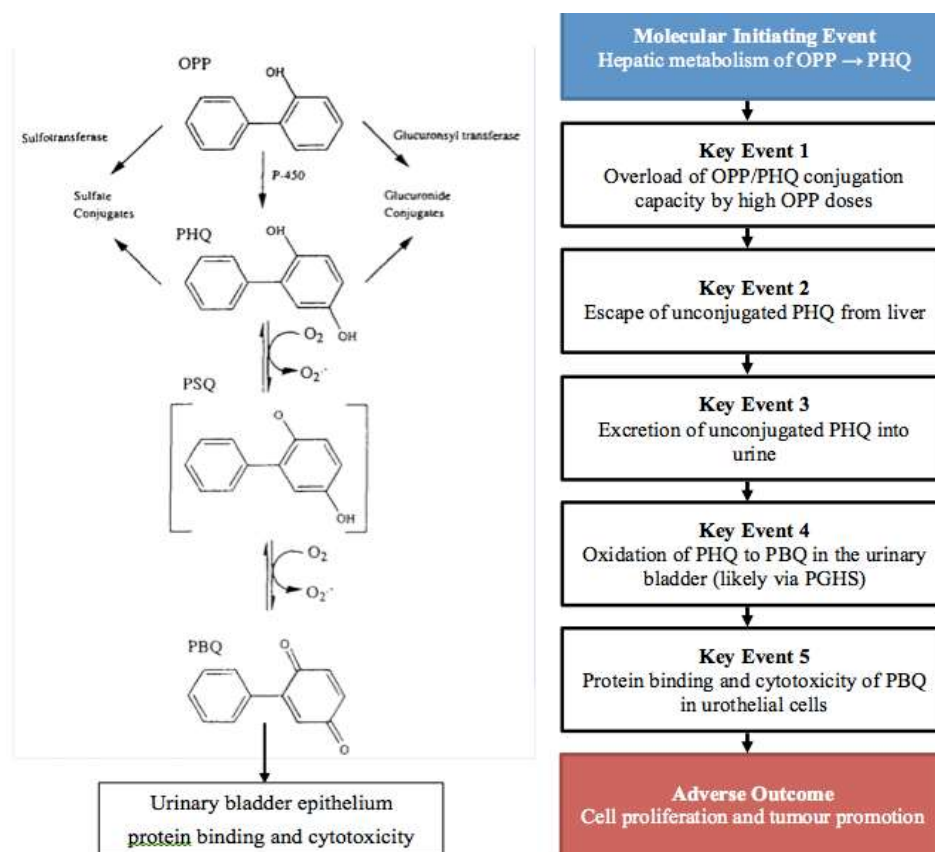 OPP
OH
Sulfotransferase
Glucuronsyl transferase
P-450
Sulfate
Conjugates
Glucuronide
Conjugates
PHQ
OH
OH
O₂
O₂⁻·
PSQ
O
OH
O₂
O₂⁻·
PBQ
O
O
Urinary bladder epithelium
protein binding and cytotoxicity
Molecular Initiating Event
Hepatic metabolism of OPP → PHQ
Key Event 1
Overload of OPP/PHQ conjugation
capacity by high OPP doses
Key Event 2
Escape of unconjugated PHQ from liver
Key Event 3
Excretion of unconjugated PHQ into
urine
Key Event 4
Oxidation of PHQ to PBQ in the urinary
bladder (likely via PGHS)
Key Event 5
Protein binding and cytotoxicity of PBQ
in urothelial cells
Adverse Outcome
Cell proliferation and tumour promotion